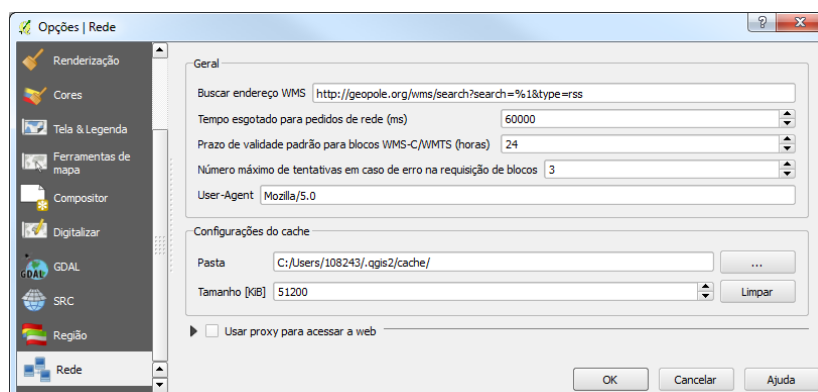 Opções | Rede
Renderização
Cores
Tela & Legenda
Ferramentas de
mapa
Compositor
Digitalizar
GDAL
GDAL
SRC
Região
Rede
Geral
Buscar endereço WMS http://geopole.org/wms/search?search=%1&type=rss
Tempo esgotado para pedidos de rede (ms) 60000
Prazo de validade padrão para blocos WMS-C/WMTS (horas) 24
Número máximo de tentativas em caso de erro na requisição de blocos 3
User-Agent Mozilla/5.0
Configurações do cache
Pasta C:/Users/108243/.qgis2/cache/ ...
Tamanho [KiB] 51200 Limpar
Usar proxy para acessar a web
OK Cancelar Ajuda